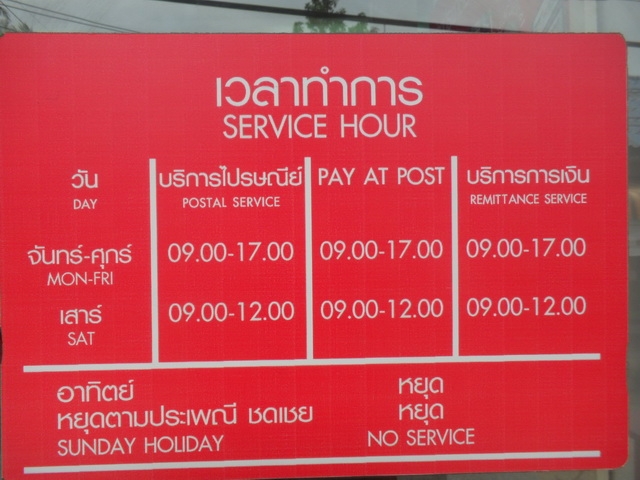 เวลาทำการ
SERVICE HOUR
วัน บริการไปรษณีย์ PAY AT POST บริการการเงิน
DAY POSTAL SERVICE REMITTANCE SERVICE
จันทร์-ศุกร์ 09.00-17.00 09.00-17.00 09.00-17.00
MON-FRI
เสาร์ 09.00-12.00 09.00-12.00 09.00-12.00
SAT
อาทิตย์ หยุด
หยุดตามประเพณี ชดเชย หยุด
SUNDAY HOLIDAY NO SERVICE